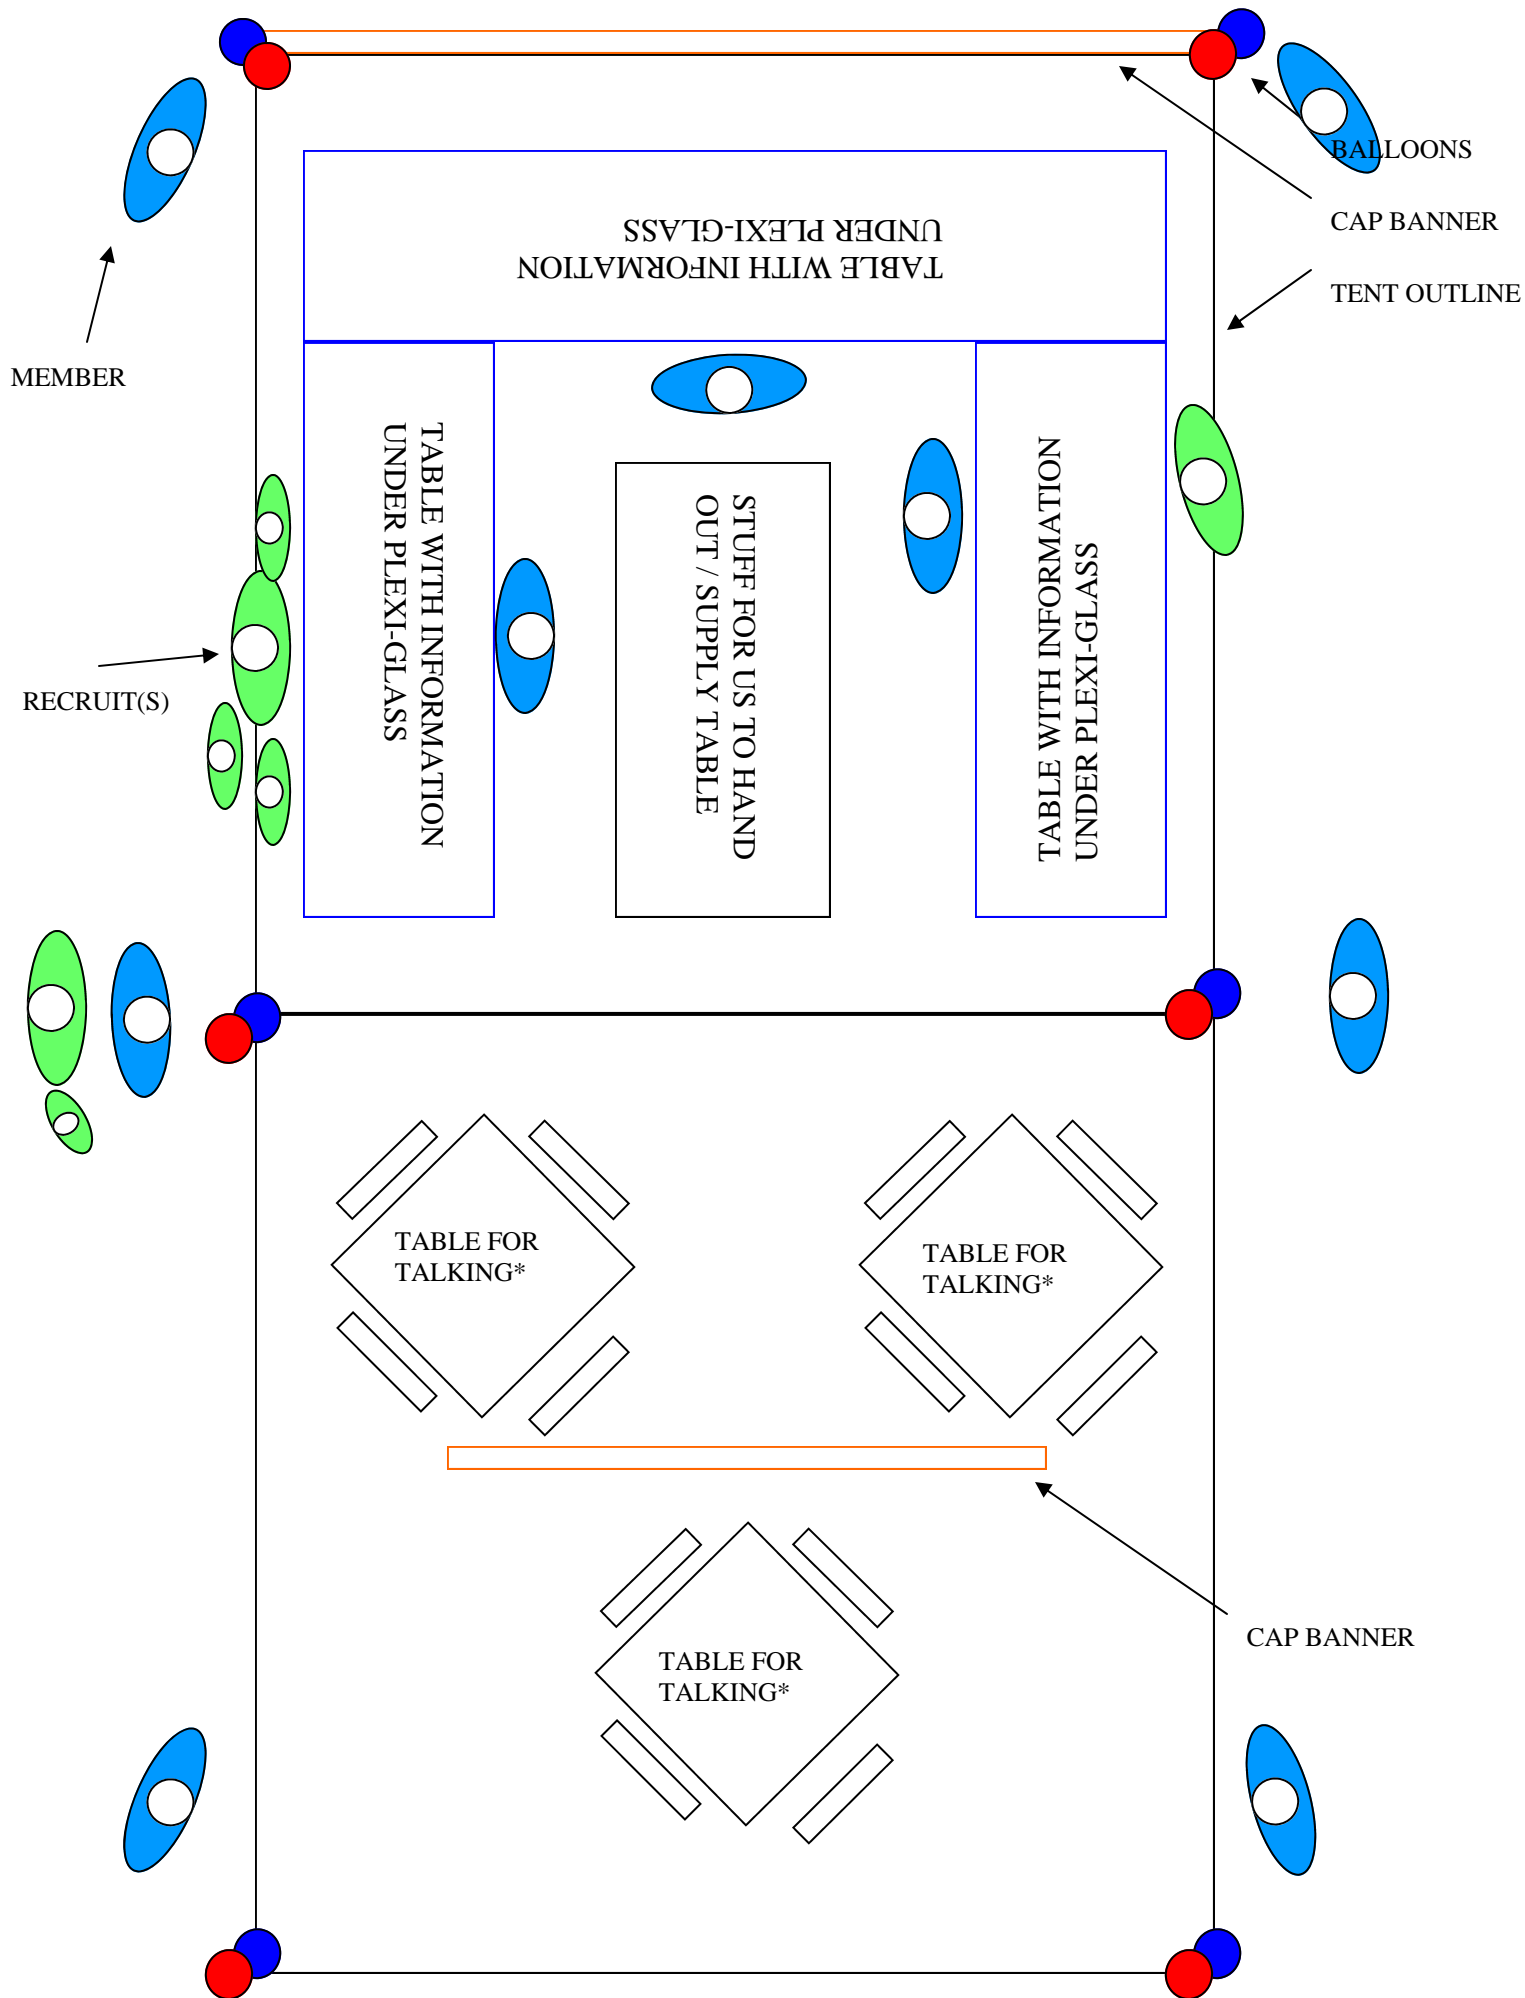 BALLOONS
CAP BANNER
TENT OUTLINE
TABLE WITH INFORMATION
UNDER PLEXI-GLASS
MEMBER
TABLE WITH INFORMATION
UNDER PLEXI-GLASS
STUFF FOR US TO HAND
OUT / SUPPLY TABLE
TABLE WITH INFORMATION
UNDER PLEXI-GLASS
RECRUIT(S)
TABLE FOR
TALKING*
TABLE FOR
TALKING*
CAP BANNER
TABLE FOR
TALKING*